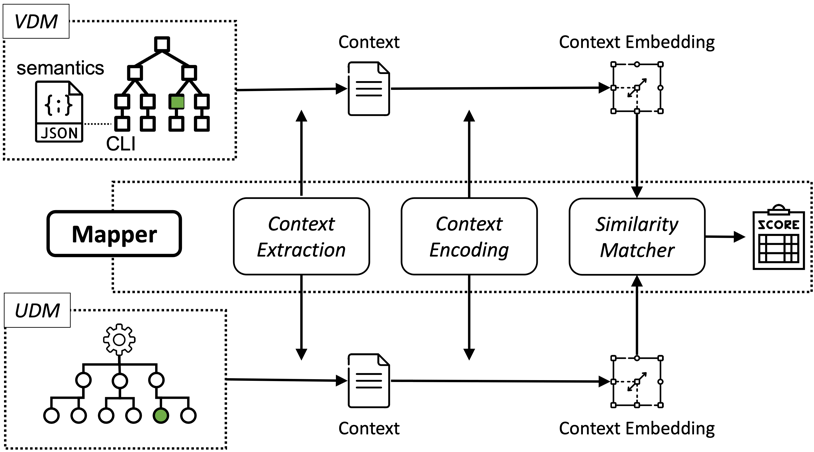 VDM
semantics
{;}
JSON
CLI
Context
Context Embedding
Mapper
Context
Extraction
Context
Encoding
Similarity
Matcher
SCORE
UDM
Context
Context Embedding